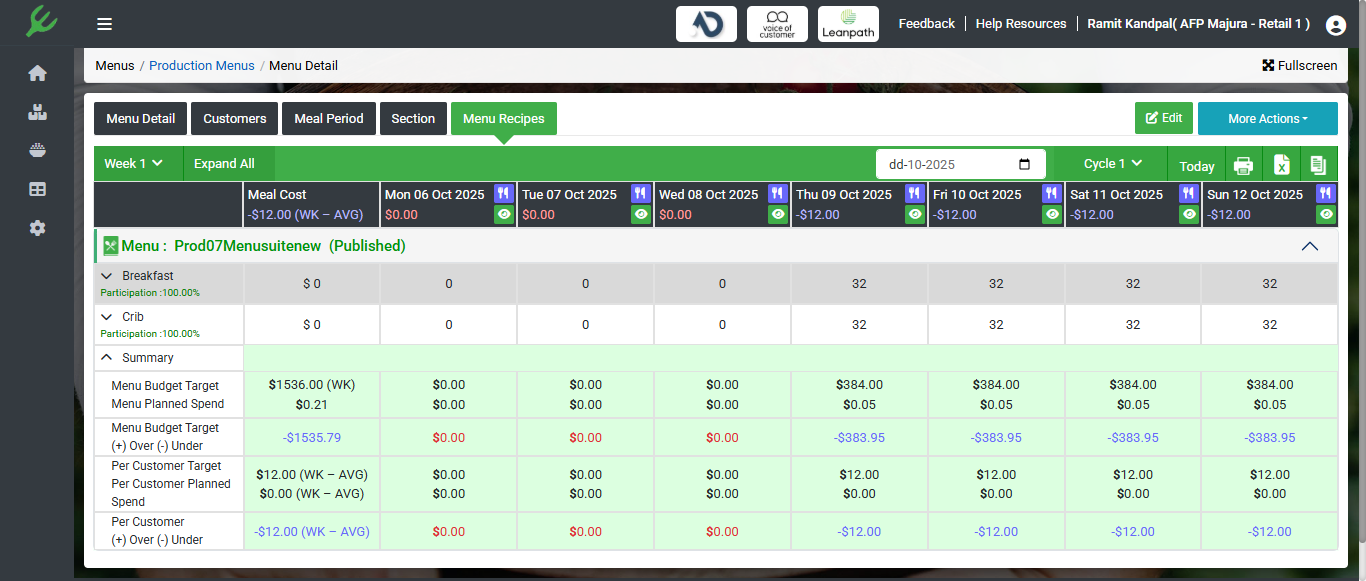 voice of
customer
Leanpath
Feedback
Help Resources
Ramit Kandpal( AFP Majura - Retail 1 )
Menus / Production Menus / Menu Detail
Fullscreen
Menu Detail
Customers
Meal Period
Section
Menu Recipes
Edit
More Actions
Week 1
Expand All
dd-10-2025
Cycle 1
Today
Meal Cost
-$12.00 (WK – AVG)
Mon 06 Oct 2025
$0.00
Tue 07 Oct 2025
$0.00
Wed 08 Oct 2025
$0.00
Thu 09 Oct 2025
-$12.00
Fri 10 Oct 2025
-$12.00
Sat 11 Oct 2025
-$12.00
Sun 12 Oct 2025
-$12.00
Menu : Prod07Menusuitenew (Published)
Breakfast
Participation :100.00%
$ 0 0 0 0 32 32 32 32
Crib
Participation :100.00%
$ 0 0 0 0 32 32 32 32
Summary
Menu Budget Target $1536.00 (WK) $0.00 $0.00 $0.00 $384.00 $384.00 $384.00 $384.00
Menu Planned Spend $0.21 $0.00 $0.00 $0.00 $0.05 $0.05 $0.05 $0.05
Menu Budget Target
(+) Over (-) Under
-$1535.79 $0.00 $0.00 $0.00 -$383.95 -$383.95 -$383.95 -$383.95
Per Customer Target
Per Customer Planned
Spend
$12.00 (WK – AVG) $0.00 $0.00 $0.00 $12.00 $12.00 $12.00 $12.00
$0.00 (WK – AVG) $0.00 $0.00 $0.00 $0.00 $0.00 $0.00 $0.00
Per Customer
(+) Over (-) Under
-$12.00 (WK – AVG) $0.00 $0.00 $0.00 -$12.00 -$12.00 -$12.00 -$12.00